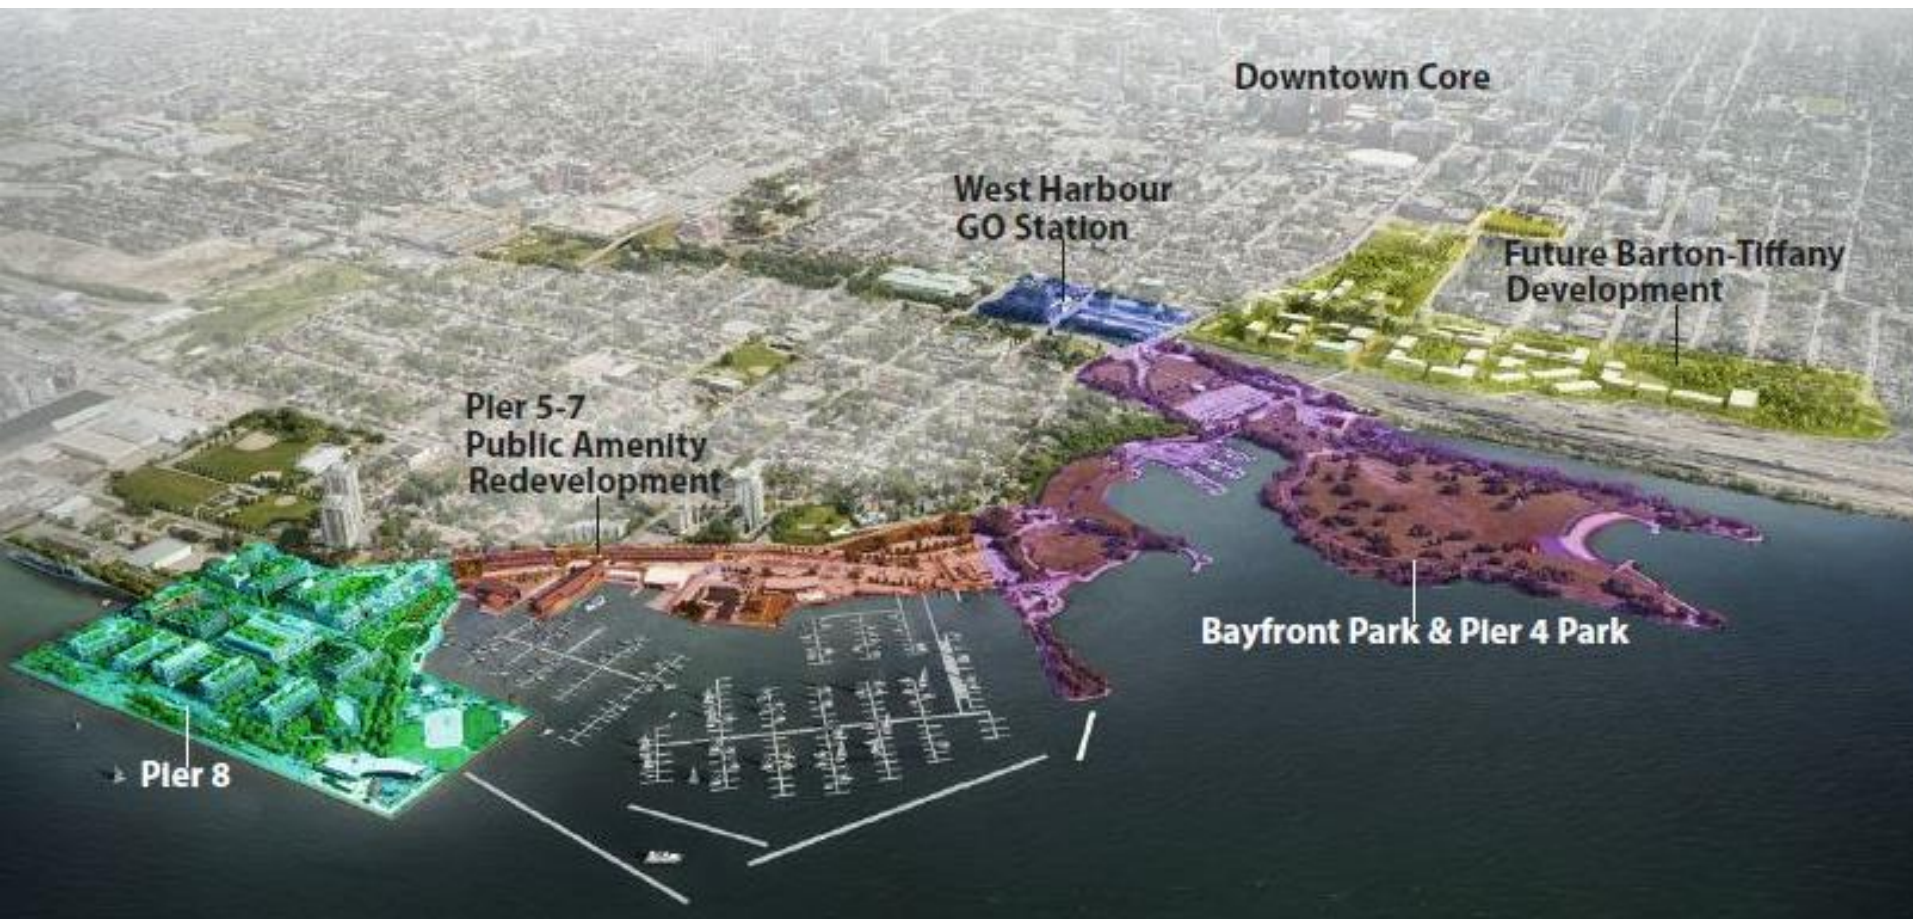 Downtown Core
West Harbour
GO Station
Future Barton-Tiffany
Development
Pier 5-7
Public Amenity
Redevelopment
Bayfront Park & Pier 4 Park
Pier 8